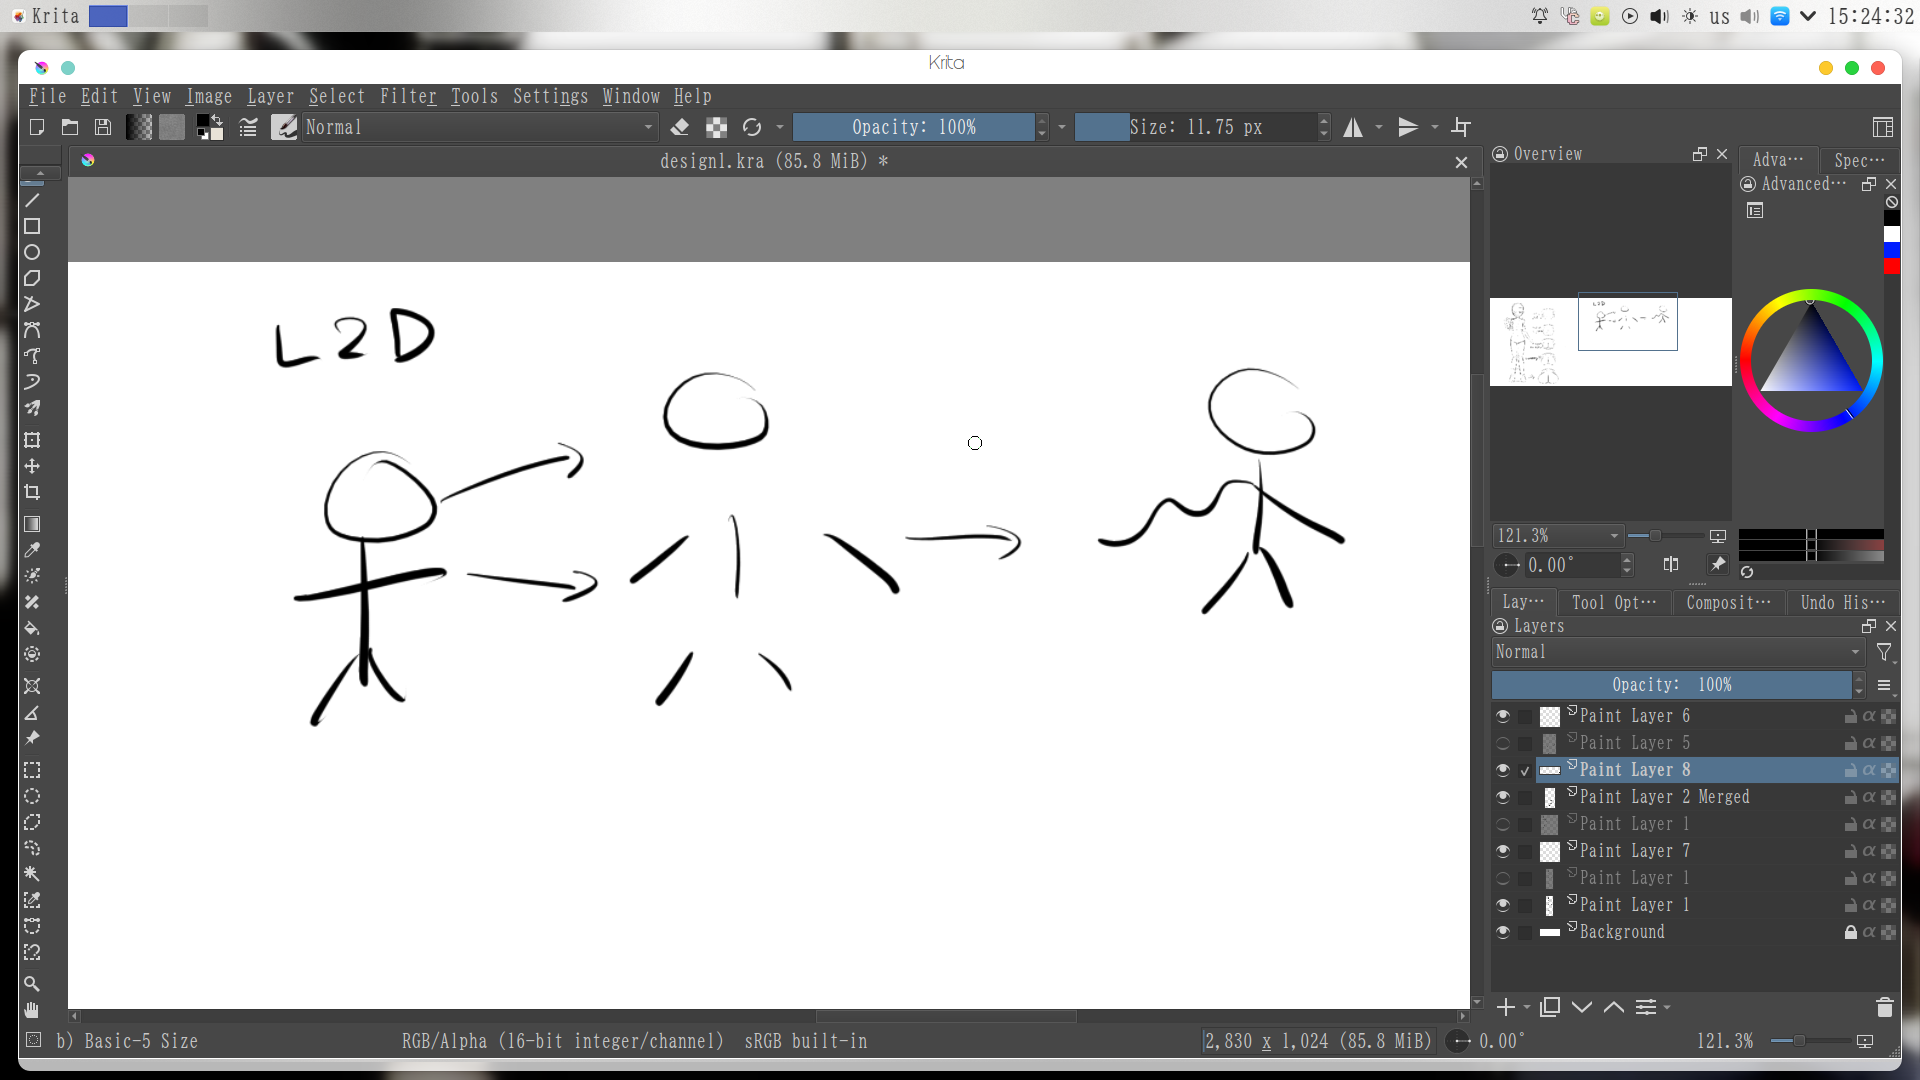 Krita
us
15:24:32
Krita
File Edit View Image Layer Select Filter Tools Settings Window Help
Normal
Opacity: 100%
Size: 11.75 px
design1.kra (85.8 MiB) *
Overview
Adva···
Spec···
Advanced···
L2D
121.3%
0.00°
Lay···
Tool Opt···
Composit···
Undo His···
Layers
Normal
Opacity: 100%
Paint Layer 6
Paint Layer 5
Paint Layer 8
Paint Layer 2 Merged
Paint Layer 1
Paint Layer 7
Paint Layer 1
Paint Layer 1
Background
b) Basic-5 Size
RGB/Alpha (16-bit integer/channel) sRGB built-in
2,830 x 1,024 (85.8 MiB)
0.00°
121.3%